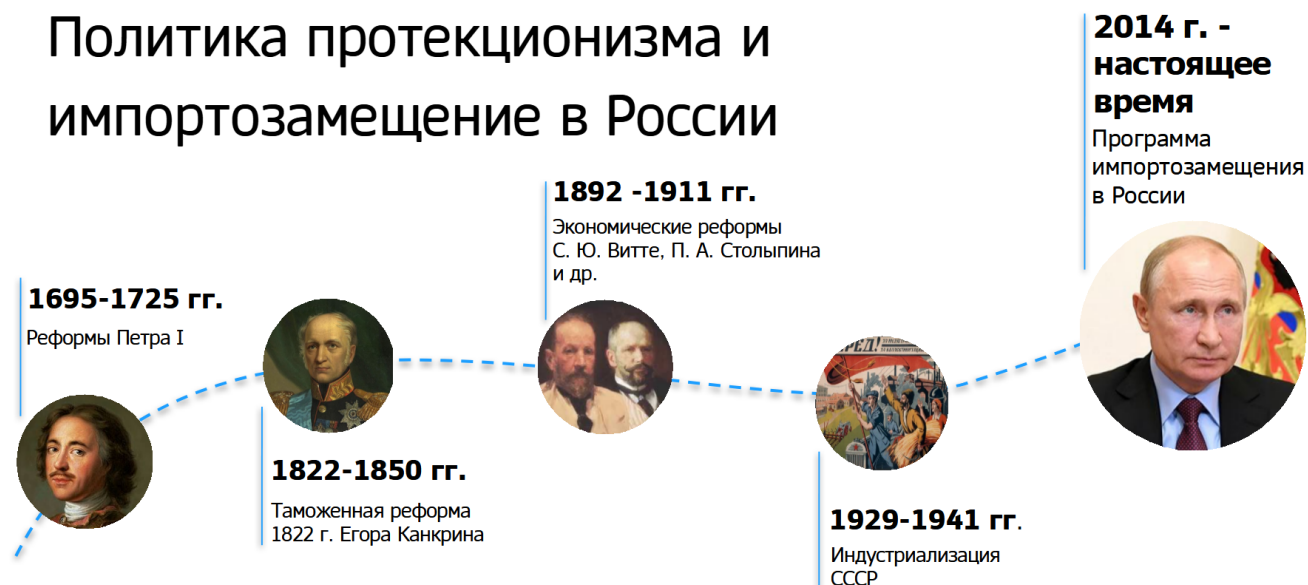 Политика протекционизма и
импортозамещение в России
1695-1725 гг.
Реформы Петра I
1822-1850 гг.
Таможенная реформа
1822 г. Егора Канкрина
1892 -1911 гг.
Экономические реформы
С. Ю. Витте, П. А. Столыпина
и др.
1929-1941 гг.
Индустриализация
СССР
2014 г. -
настоящее
время
Программа
импортозамещения
в России